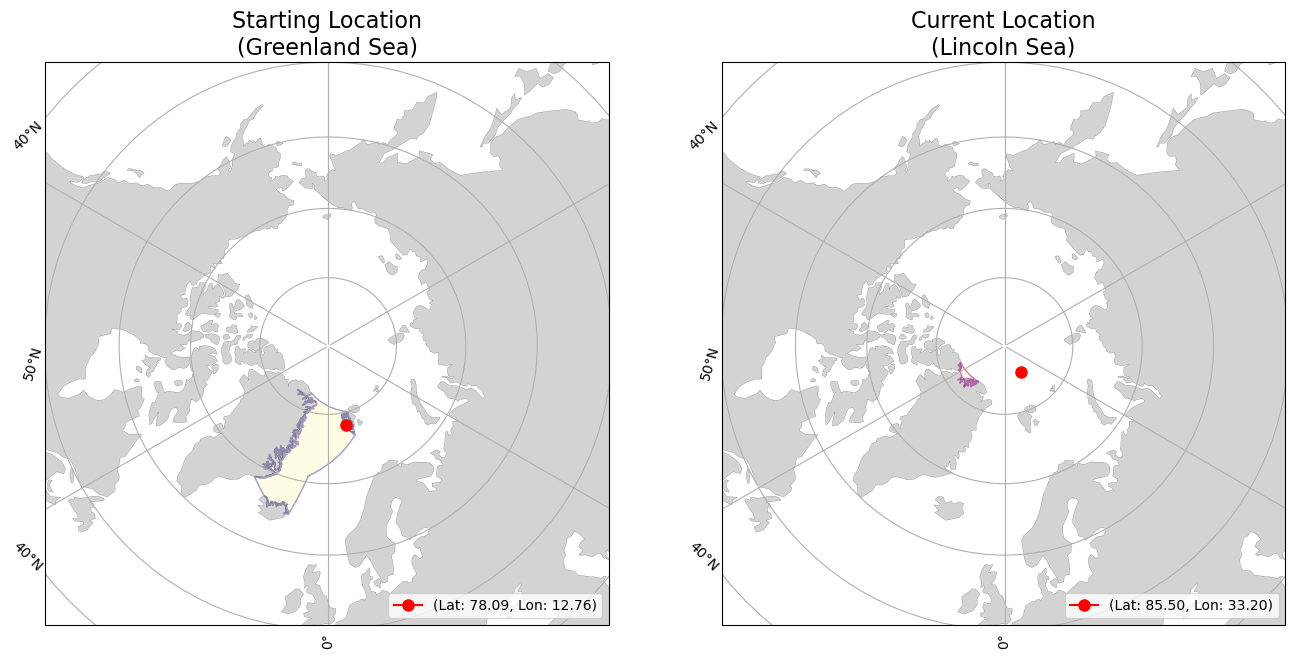 Starting Location
(Greenland Sea)
40°N
50°N
40°N
0°
(Lat: 78.09, Lon: 12.76)
Current Location
(Lincoln Sea)
40°N
50°N
40°N
0°
(Lat: 85.50, Lon: 33.20)